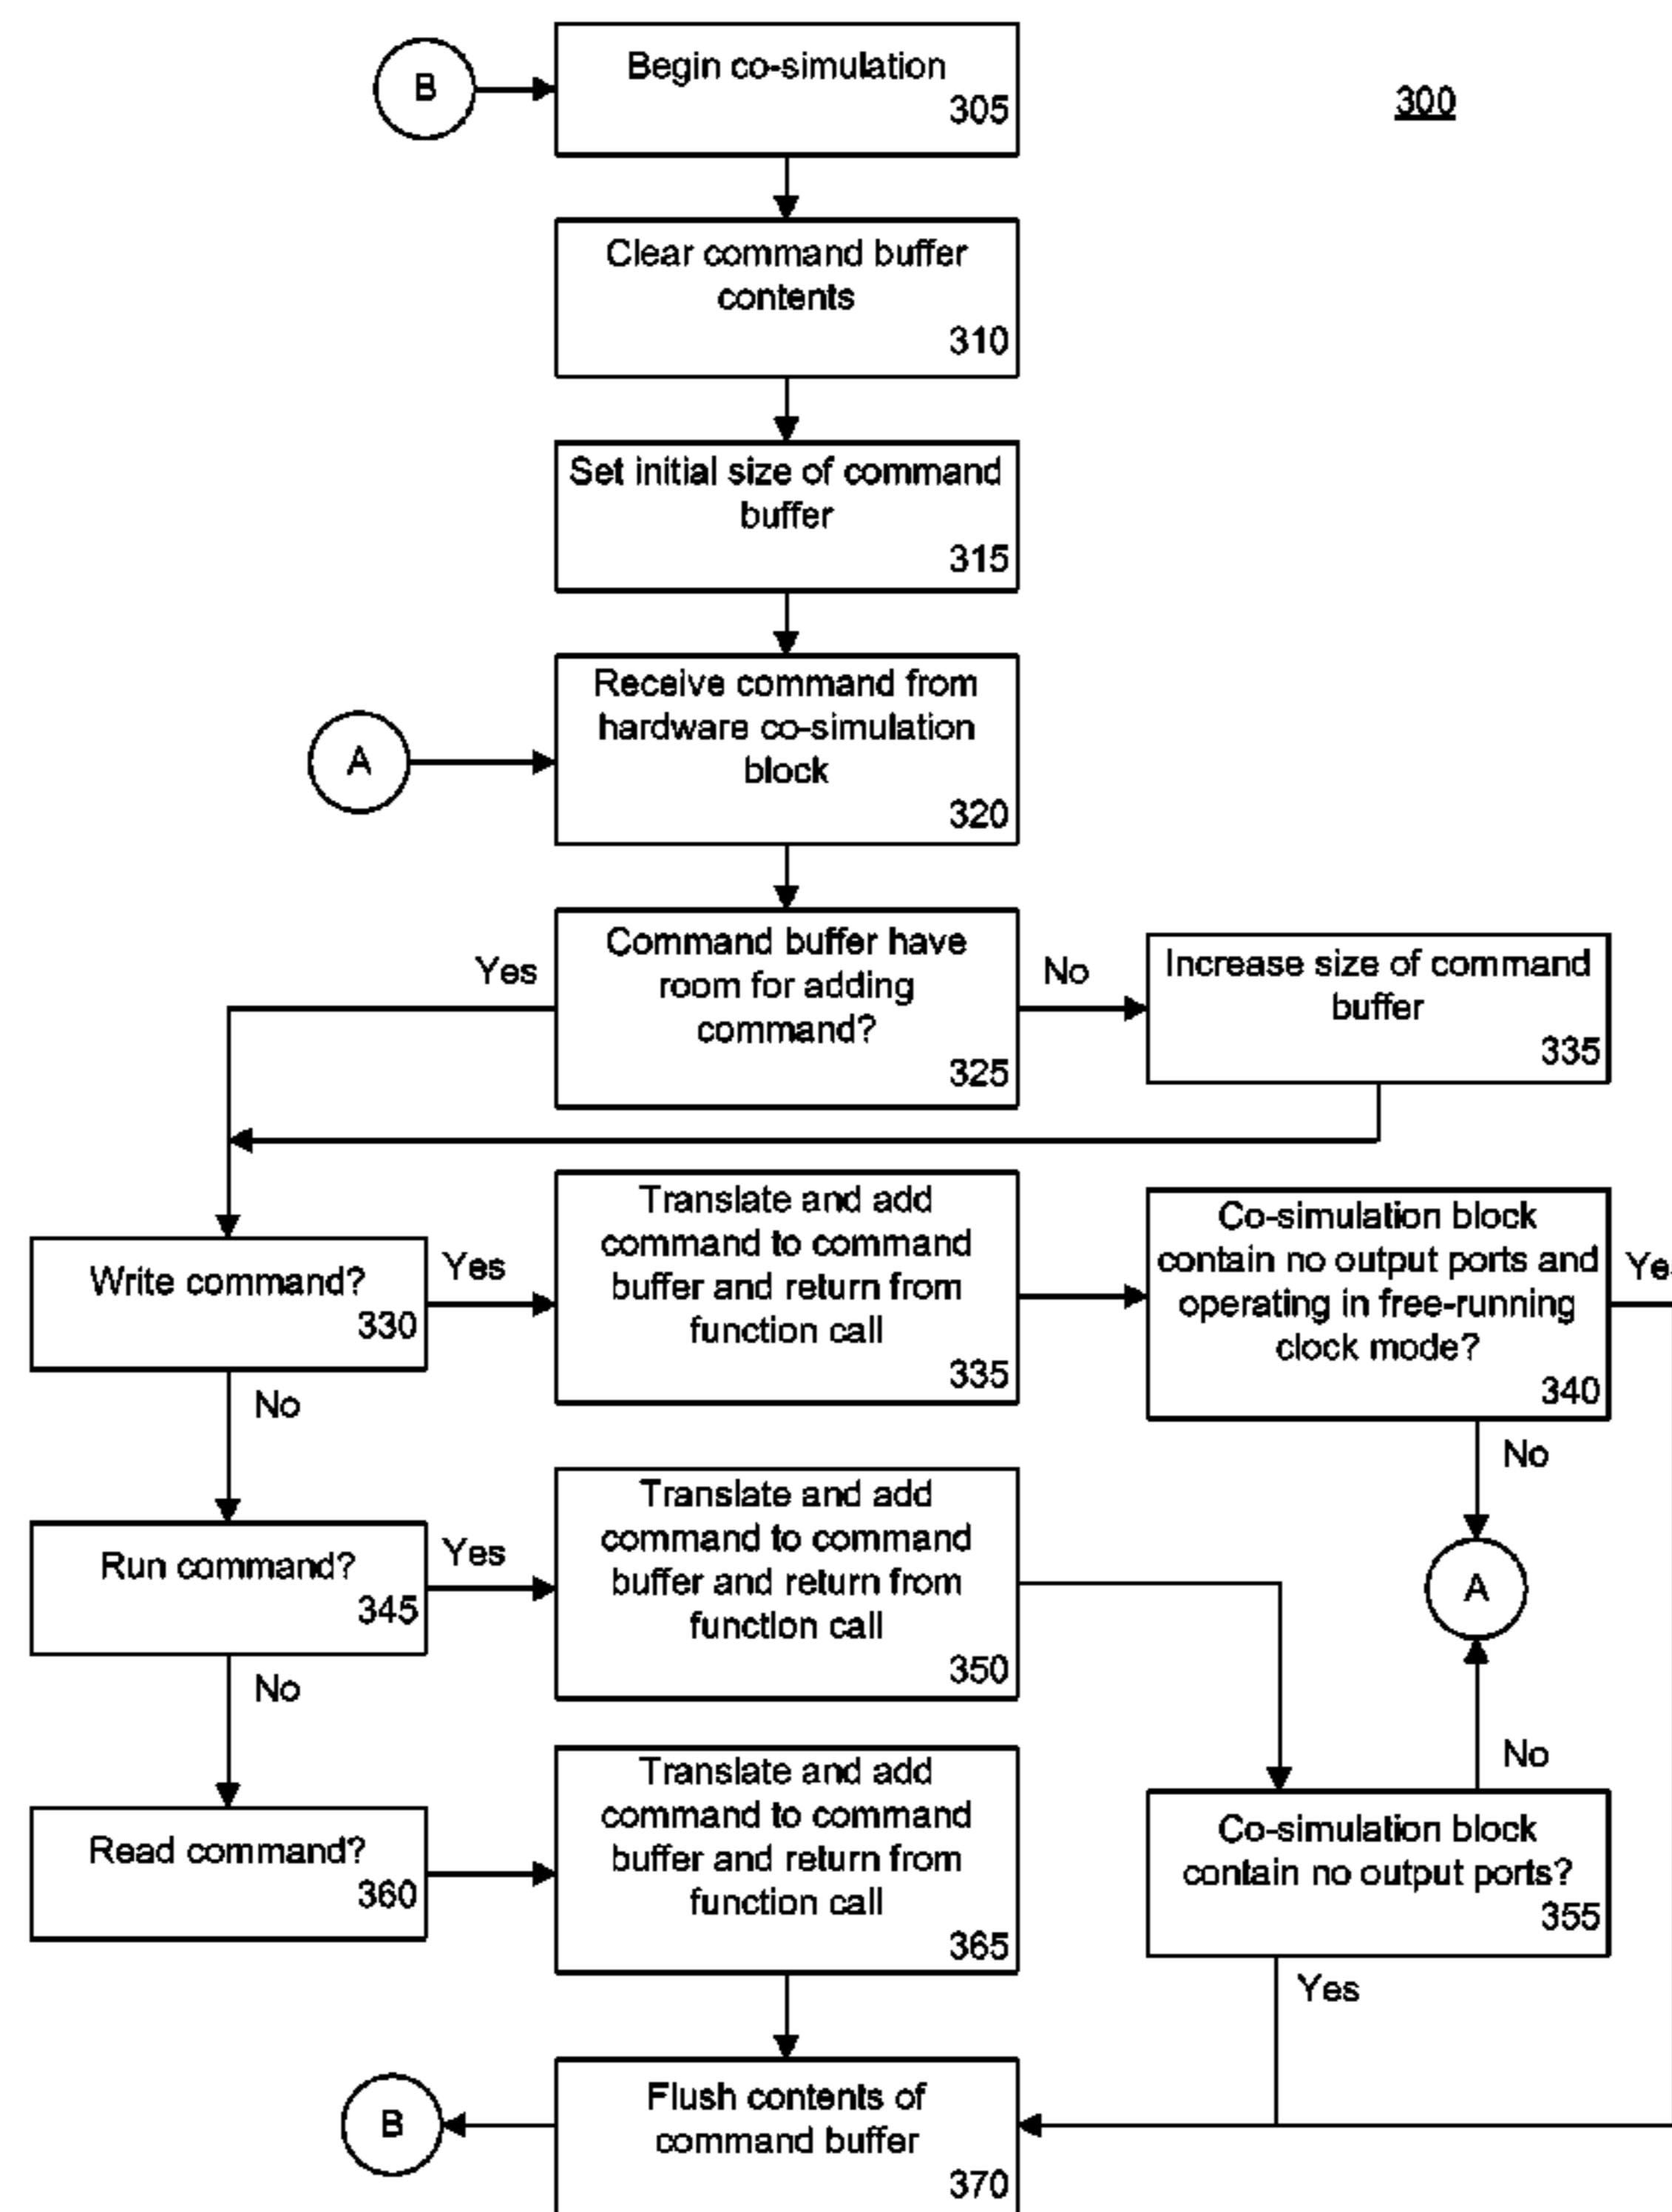 B
Begin co-simulation
305
300
Clear command buffer
contents
310
Set initial size of command
buffer
315
Receive command from
hardware co-simulation
block
320
A
Command buffer have
room for adding
command?
325
Yes
No
Increase size of command
buffer
335
Write command?
330
Yes
No
Translate and add
command to command
buffer and return from
function call
335
Co-simulation block
contain no output ports and
operating in free-running
clock mode?
340
No
A
Run command?
345
Yes
No
Translate and add
command to command
buffer and return from
function call
350
Co-simulation block
contain no output ports?
355
No
Yes
Read command?
360
Translate and add
command to command
buffer and return from
function call
365
Flush contents of
command buffer
370
B